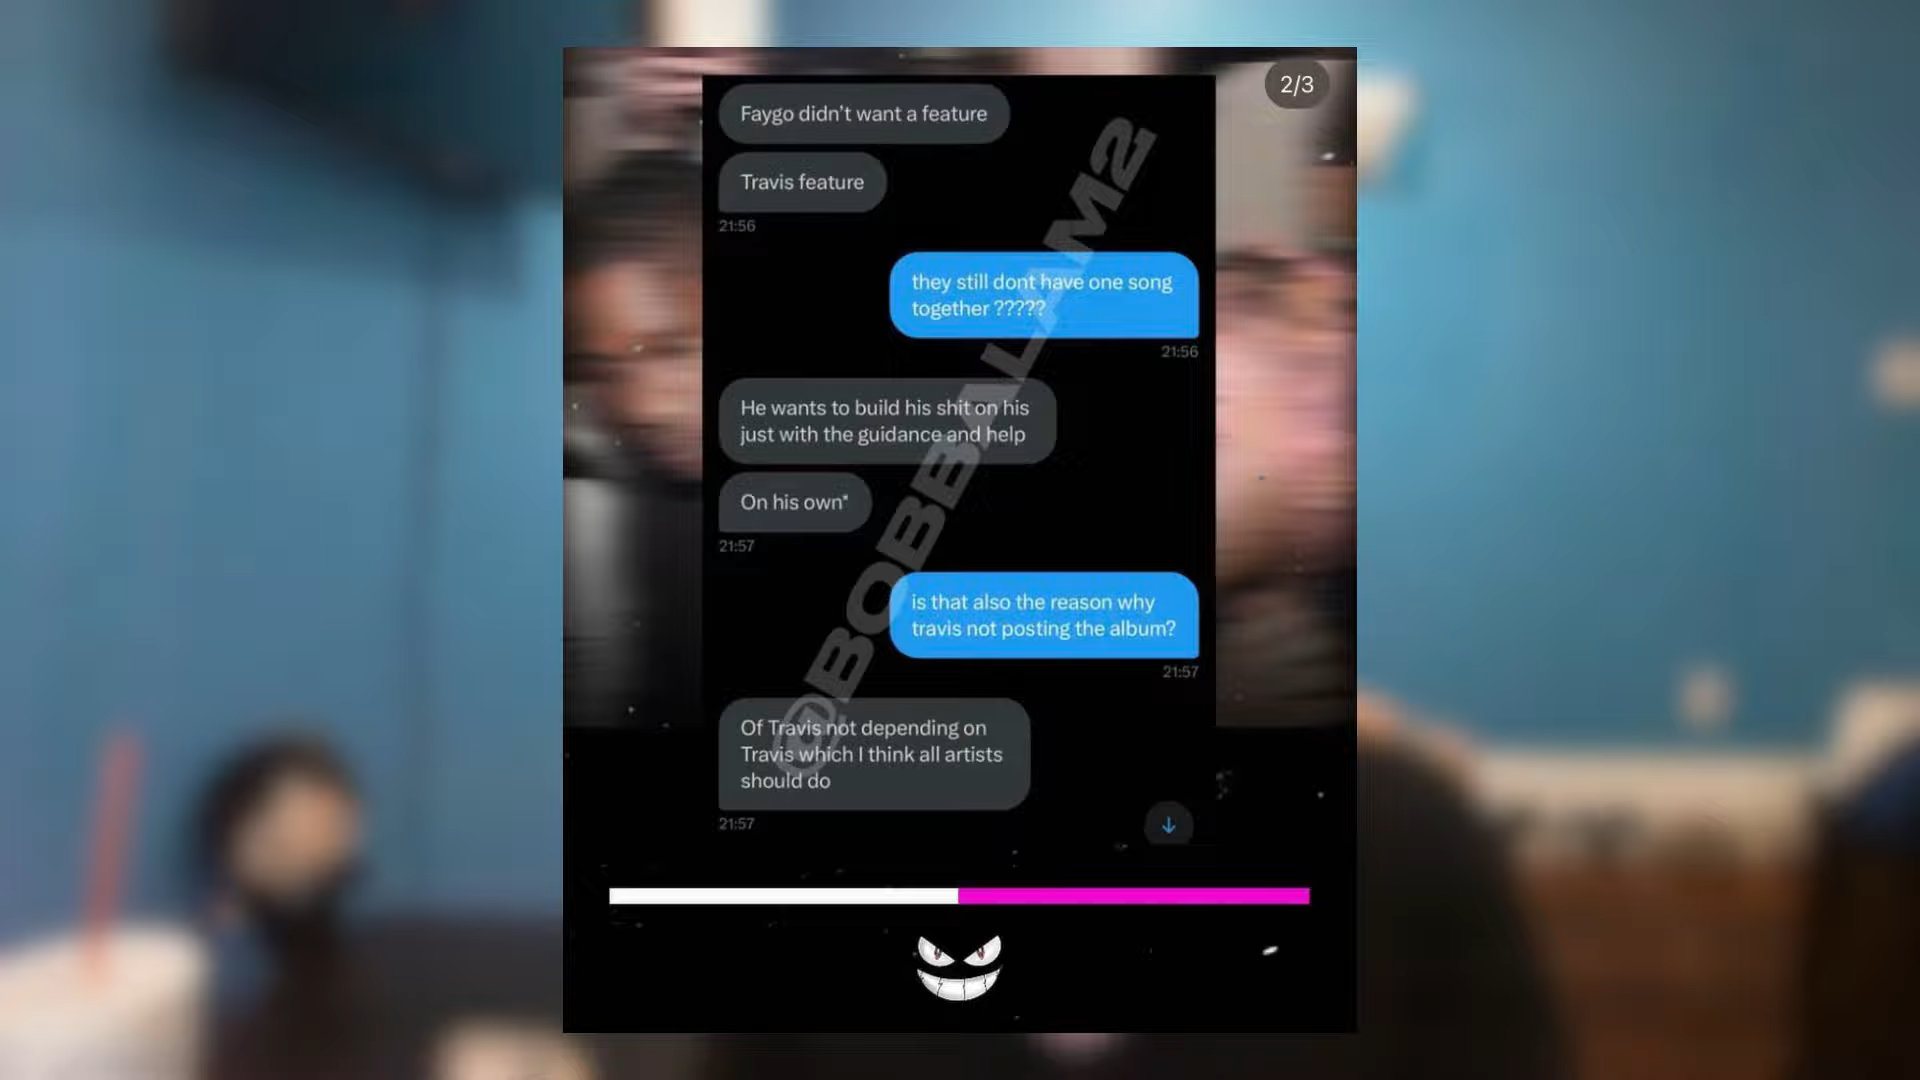 2/3
Faygo didn't want a feature
Travis feature
21:56
they still dont have one song
together ?????
21:56
He wants to build his shit on his
just with the guidance and help
On his own*
21:57
is that also the reason why
travis not posting the album?
21:57
Of Travis not depending on
Travis which I think all artists
should do
21:57
@BOBBALAM2